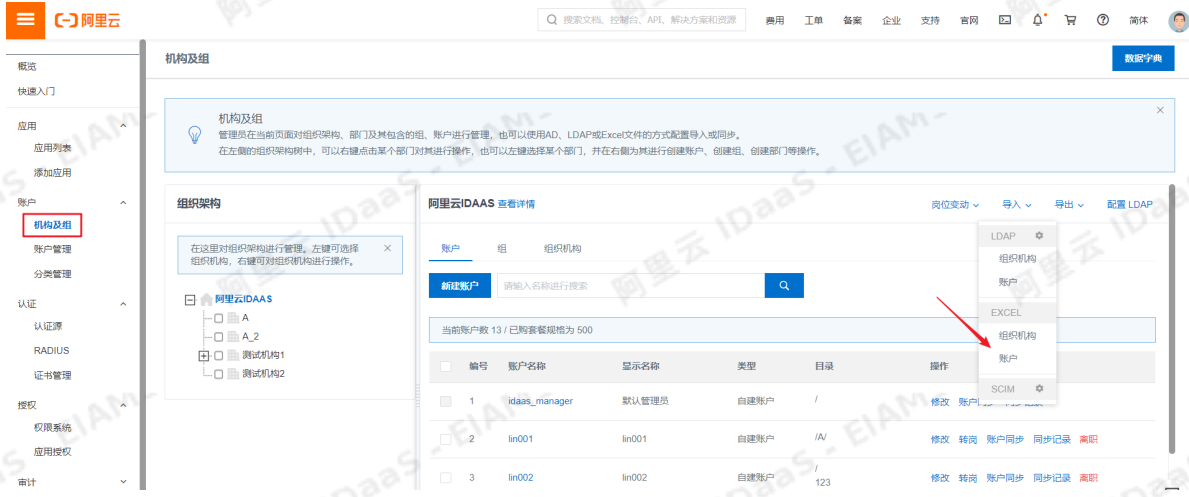 阿里云
搜索文档、控制台、API、解决方案和资源
费用 工单 备案 企业 支持 官网 简体
概览
快速入门
应用
应用列表
添加应用
账户
机构及组
账户管理
分类管理
认证
认证源
RADIUS
证书管理
授权
权限系统
应用授权
审计
机构及组
数据字典
机构及组
管理员在当前页面对组织架构、部门及其包含的组、账户进行管理，也可以使用AD、LDAP或Excel文件的方式配置导入或同步。
在左侧的组织架构树中，可以右键点击某个部门对其进行操作，也可以左键选择某个部门，并在右侧为其进行创建账户、创建组、创建部门等操作。
组织架构
在这里对组织架构进行管理。左键可选择
组织机构，右键可对组织机构进行操作。
阿里云IDAAS
A
A_2
测试机构1
测试机构2
阿里云IDAAS 查看详情
岗位变动 导入 导出 配置 LDAP
账户 组 组织机构
新建账户 请输入名称进行搜索
当前账户数 13 / 已购套餐规格为 500
LDAP
组织机构
账户
EXCEL
组织机构
账户
SCIM
编号 账户名称 显示名称 类型 目录 操作
1 idaas_manager 默认管理员 自建账户 / 修改
2 lin001 lin001 自建账户 /A/ 修改 转岗 账户同步 同步记录 离职
3 lin002 lin002 自建账户 / 修改 转岗 账户同步 同步记录 离职
123
阿里云 IDaaS - EIAM